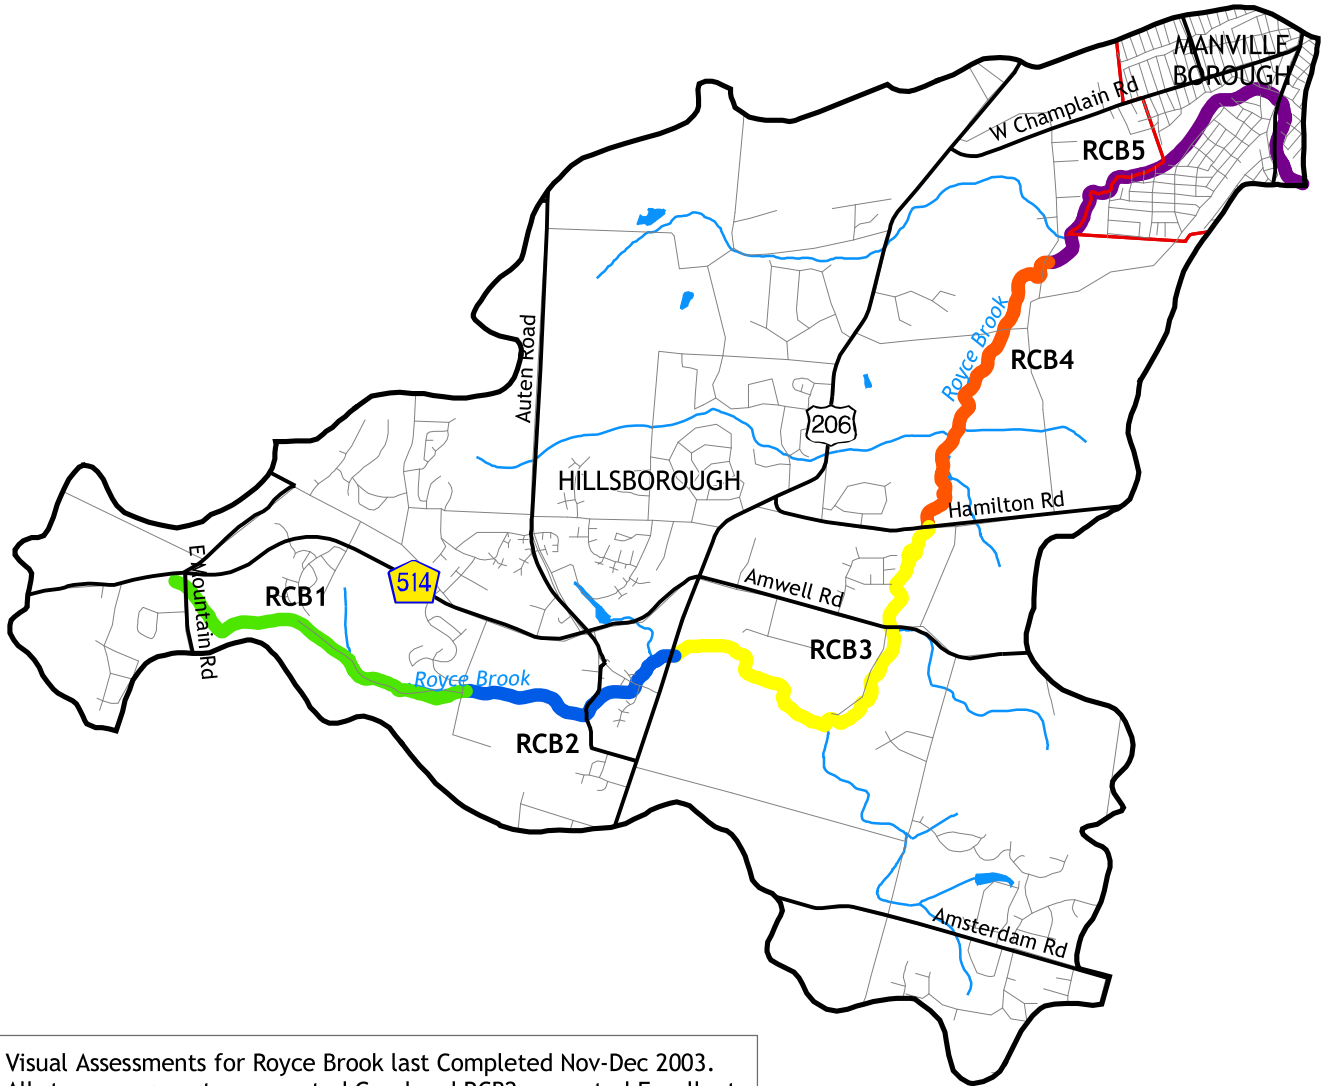 MANVILLE
BOROUGH
W Champlain Rd
RCB5
Royce Brook
RCB4
Auten Road
206
HILLSBOROUGH
Hamilton Rd
E Mountain Rd
514
RCB1
Amwell Rd
RCB3
Royce Brook
RCB2
Amsterdam Rd
Visual Assessments for Royce Brook last Completed Nov-Dec 2003.